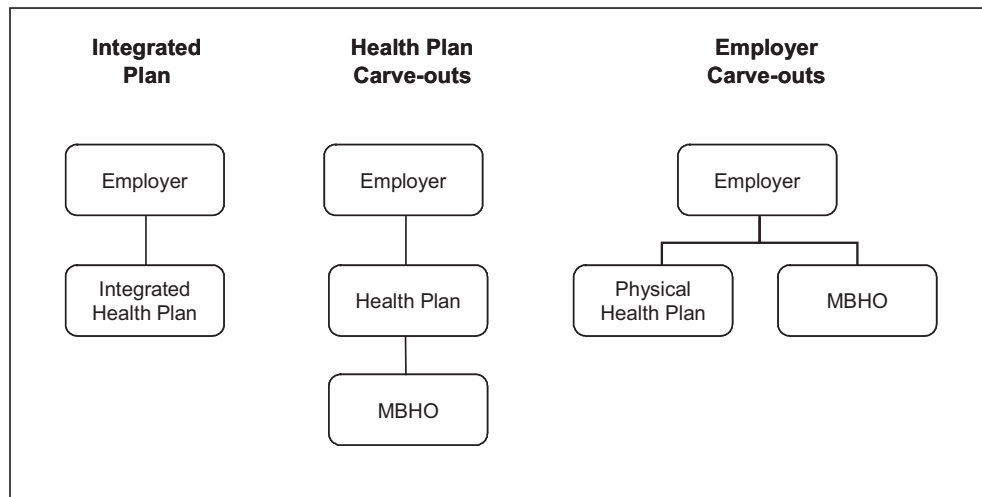 Integrated
Plan
Employer
Integrated
Health Plan
Health Plan
Carve-outs
Employer
Health Plan
MBHO
Employer
Carve-outs
Employer
Physical
Health Plan
MBHO